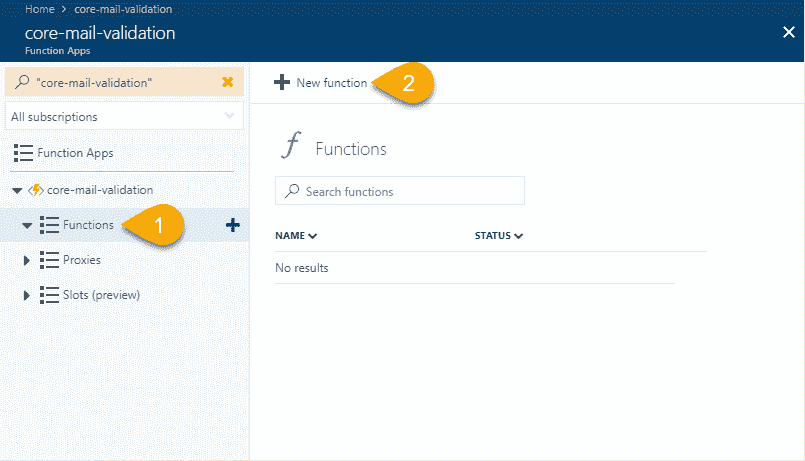 Home > core-mail-validation
core-mail-validation
Function Apps
"core-mail-validation"
All subscriptions
Function Apps
core-mail-validation
Functions
1
Proxies
Slots (preview)
New function
2
Functions
Search functions
NAME STATUS
No results